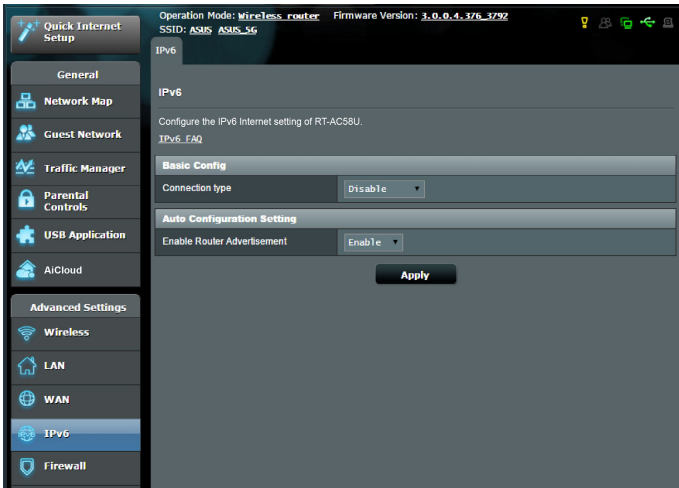 Quick Internet
Setup
Operation Mode: Wireless router Firmware Version: 3.0.0.4.376_3792
SSID: ASUS ASUS_5G
IPv6
General
Network Map
Guest Network
Traffic Manager
Parental
Controls
USB Application
AiCloud
Advanced Settings
Wireless
LAN
WAN
IPv6
Firewall
IPv6
Configure the IPv6 Internet setting of RT-AC58U.
IPv6 FAQ
Basic Config
Connection type Disable
Auto Configuration Setting
Enable Router Advertisement Enable
Apply